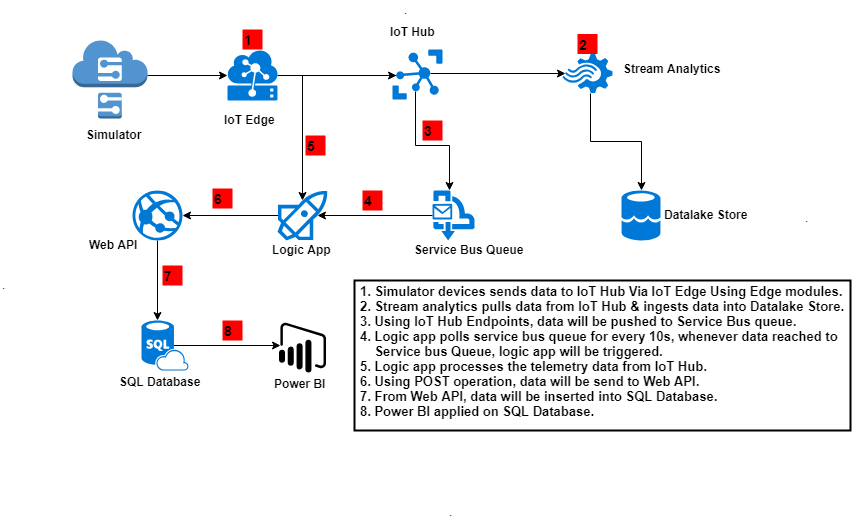 1
IoT Hub
2
Stream Analytics
IoT Edge
Simulator
3
5
6
4
Datalake Store
Web API
Logic App
Service Bus Queue
7
1. Simulator devices sends data to IoT Hub Via IoT Edge Using Edge modules.
2. Stream analytics pulls data from IoT Hub & ingests data into Datalake Store.
3. Using IoT Hub Endpoints, data will be pushed to Service Bus queue.
4. Logic app polls service bus queue for every 10s, whenever data reached to
Service bus Queue, logic app will be triggered.
5. Logic app processes the telemetry data from IoT Hub.
6. Using POST operation, data will be send to Web API.
7. From Web API, data will be inserted into SQL Database.
8. Power BI applied on SQL Database.
8
SQL
SQL Database
Power BI